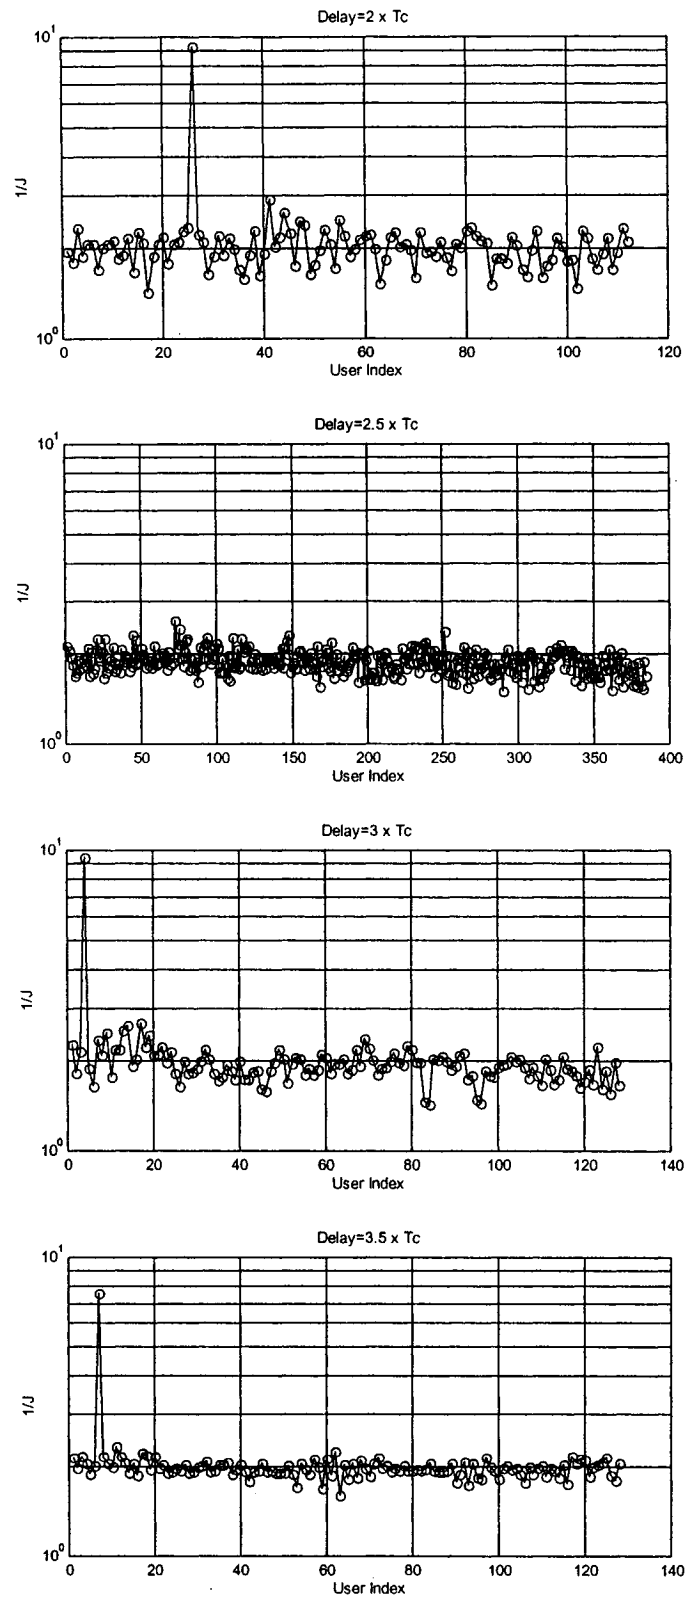 Delay=2 x Tc
10¹
1/J
10⁰
0 20 40 60 80 100 120
User Index
Delay=2.5 x Tc
10¹
1/J
10⁰
0 50 100 150 200 250 300 350 400
User Index
Delay=3 x Tc
10¹
1/J
10⁰
0 20 40 60 80 100 120 140
User Index
Delay=3.5 x Tc
10¹
1/J
10⁰
0 20 40 60 80 100 120 140
User Index